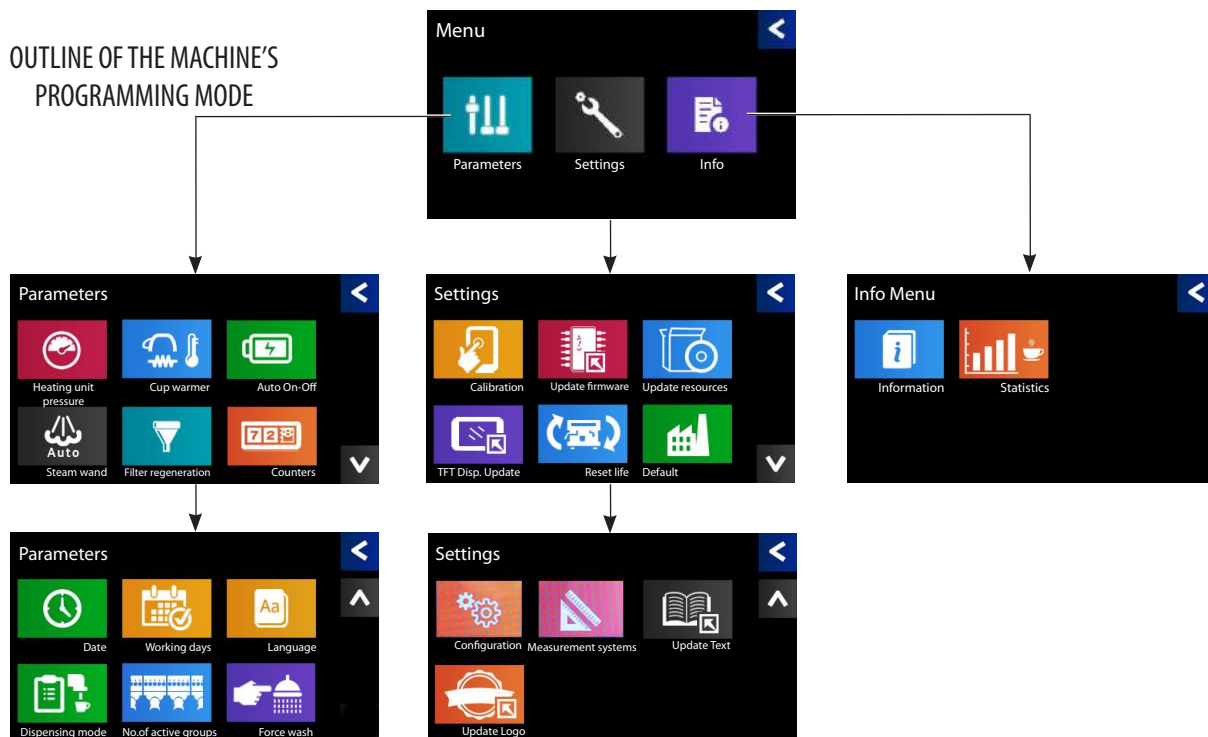 OUTLINE OF THE MACHINE'S
PROGRAMMING MODE
Menu
Parameters
Settings
Info
Parameters
Heating unit
pressure
Cup warmer
Auto On-Off
Auto
Steam wand
Filter regeneration
728
Counters
Settings
Calibration
Update firmware
Update resources
TFT Disp. Update
Reset life
Default
Info Menu
i
Information
Statistics
Parameters
Date
Working days
Aa
Language
Dispensing mode
No.of active groups
Force wash
Settings
Configuration
Measurement systems
Update Text
Update Logo